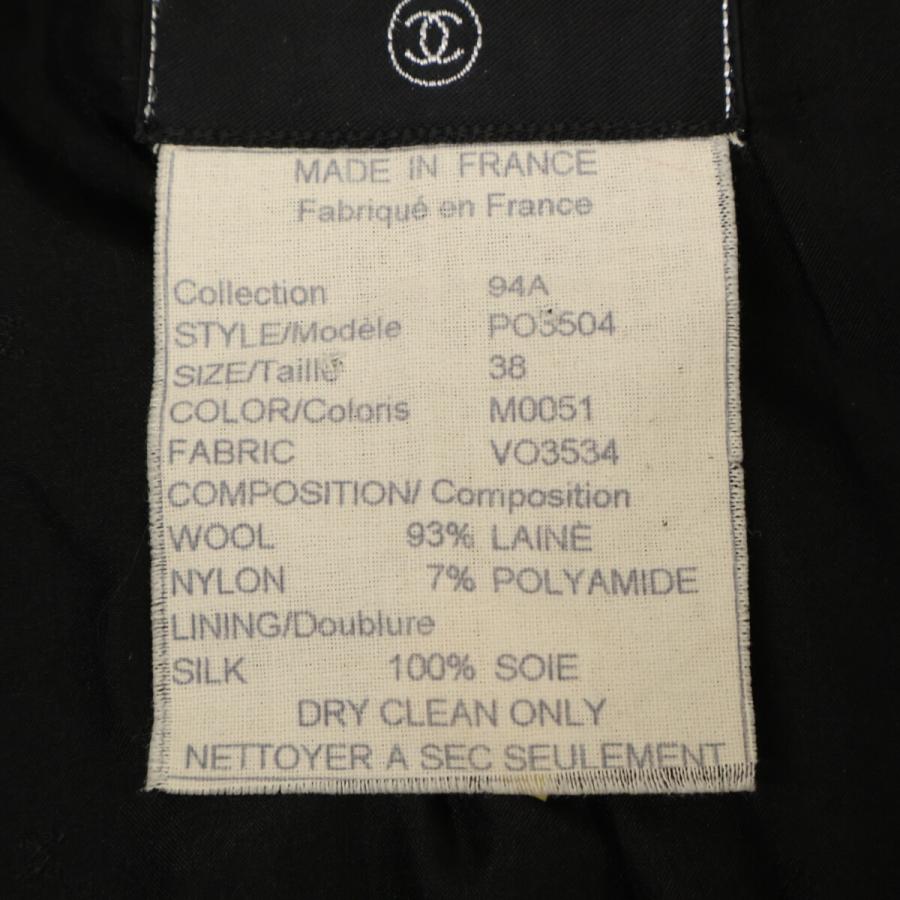 MADE IN FRANCE
Fabriqué en France
Collection 94A
STYLE/Modèle PO3504
SIZE/Taille 38
COLOR/Coloris M0051
FABRIC VO3534
COMPOSITION/ Composition
WOOL 93% LAINE
NYLON 7% POLYAMIDE
LINING/Doublure
SILK 100% SOIE
DRY CLEAN ONLY
NETTOYER A SEC SEULEMENT